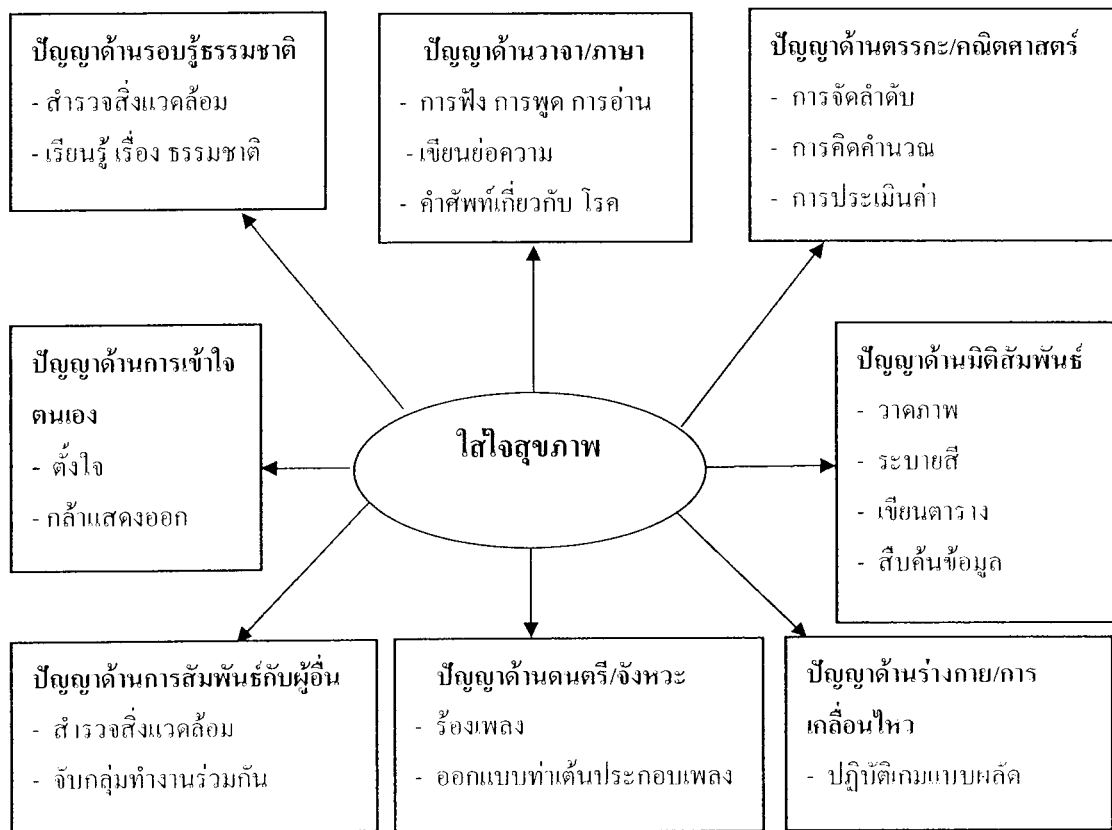 ปัญญาด้านรอบรู้ธรรมชาติ
- สำรวจสิ่งแวดล้อม
- เรียนรู้ เรื่อง ธรรมชาติ
ปัญญาด้านวาจา/ภาษา
- การฟัง การพูด การอ่าน
- เขียนย่อความ
- คำศัพท์เกี่ยวกับ โรค
ปัญญาด้านตรรกะ/คณิตศาสตร์
- การจัดลำดับ
- การคิดคำนวณ
- การประเมินค่า
ปัญญาด้านการเข้าใจ
ตนเอง
- ตั้งใจ
- กล้าแสดงออก
ใส่ใจสุขภาพ
ปัญญาด้านมิติสัมพันธ์
- วาดภาพ
- ระบายสี
- เขียนตาราง
- สืบค้นข้อมูล
ปัญญาด้านการสัมพันธ์กับผู้อื่น
- สำรวจสิ่งแวดล้อม
- จับกลุ่มทำงานร่วมกัน
ปัญญาด้านดนตรี/จังหวะ
- ร้องเพลง
- ออกแบบท่าเต้นประกอบเพลง
ปัญญาด้านร่างกาย/การ
เคลื่อนไหว
- ปฏิบัติเกมแบบผลัด